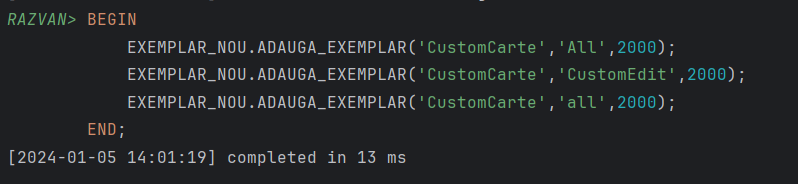 RAZVAN> BEGIN
EXEMPLAR_NOU.ADAUGA_EXEMPLAR('CustomCarte','All',2000);
EXEMPLAR_NOU.ADAUGA_EXEMPLAR('CustomCarte','CustomEdit',2000);
EXEMPLAR_NOU.ADAUGA_EXEMPLAR('CustomCarte','all',2000);
END;
[2024-01-05 14:01:19] completed in 13 ms